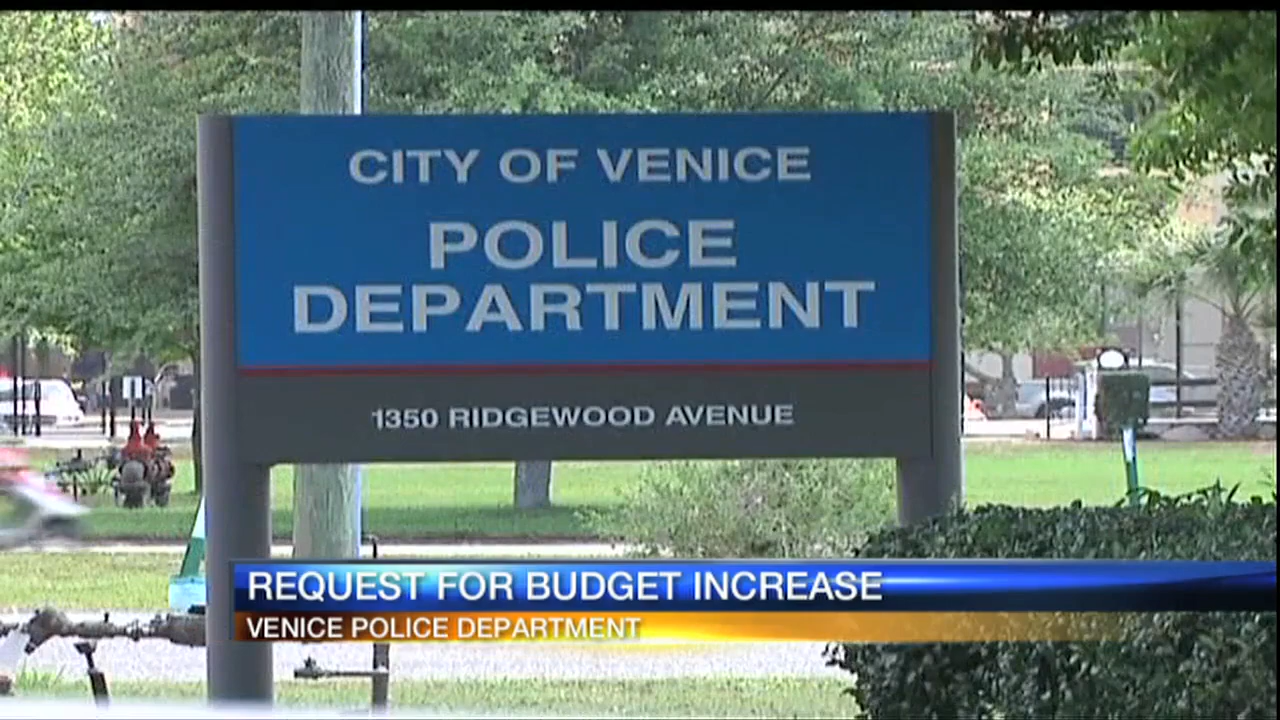 CITY OF VENICE
POLICE
DEPARTMENT
1350 RIDGEWOOD AVENUE
REQUEST FOR BUDGET INCREASE
VENICE POLICE DEPARTMENT